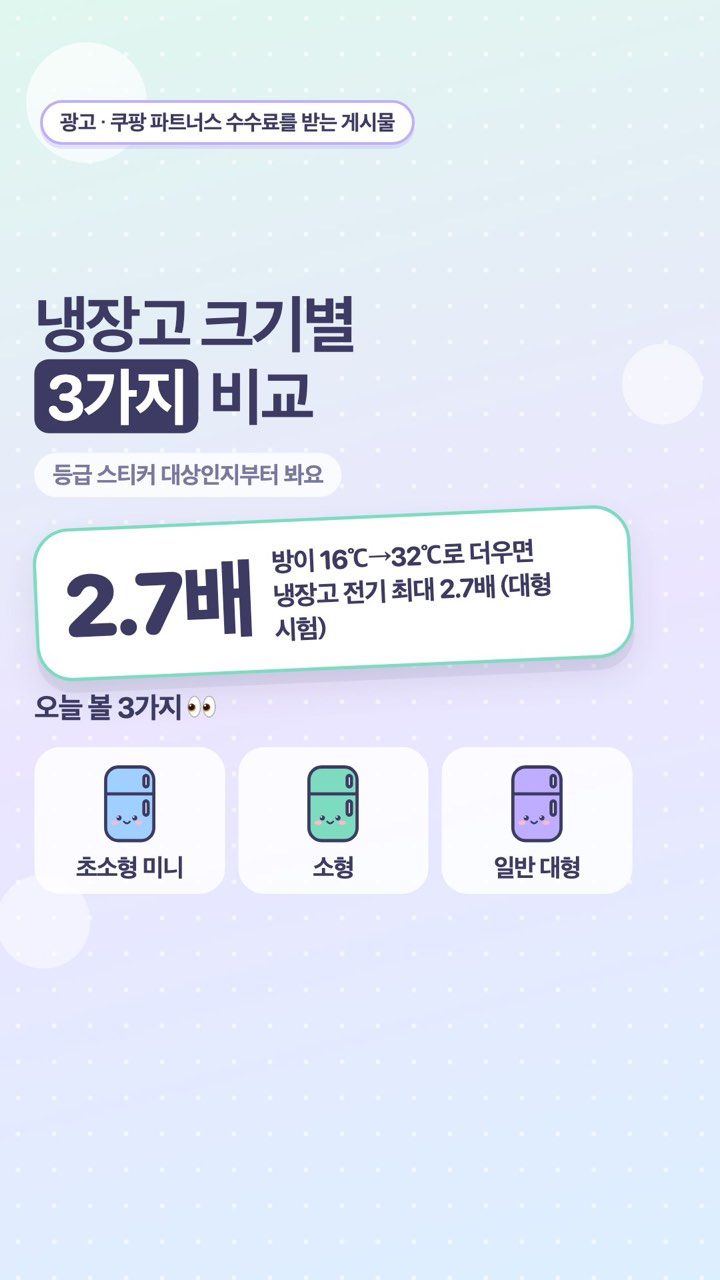 광고 · 쿠팡 파트너스 수수료를 받는 게시물
냉장고 크기별
3가지 비교
등급 스티커 대상인지부터 봐요
2.7배
방이 16℃→32℃로 더우면
냉장고 전기 최대 2.7배 (대형
시험)
오늘 볼 3가지 👀
초소형 미니
소형
일반 대형